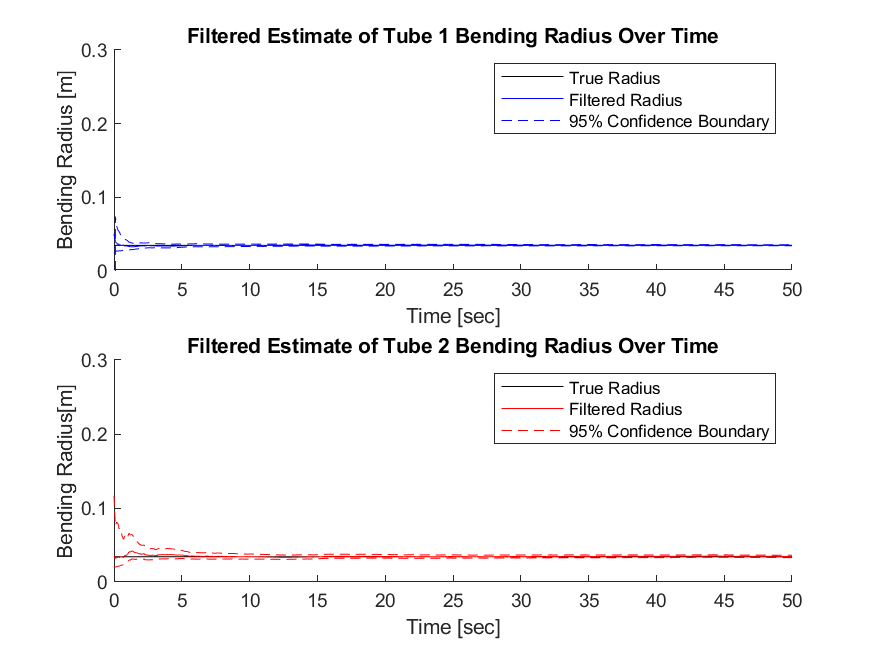 Filtered Estimate of Tube 1 Bending Radius Over Time
0.3
0.2
0.1
0
Bending Radius [m]
True Radius
Filtered Radius
95% Confidence Boundary
0 5 10 15 20 25 30 35 40 45 50
Time [sec]
Filtered Estimate of Tube 2 Bending Radius Over Time
0.3
0.2
0.1
0
Bending Radius[m]
True Radius
Filtered Radius
95% Confidence Boundary
0 5 10 15 20 25 30 35 40 45 50
Time [sec]